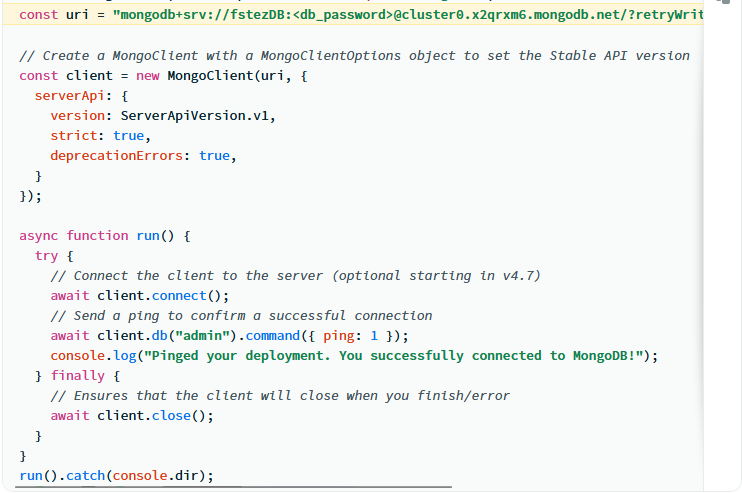 const uri = "mongodb+srv://fstezDB:<db_password>@cluster0.x2qrxm6.mongodb.net/?retryWrit
// Create a MongoClient with a MongoClientOptions object to set the Stable API version
const client = new MongoClient(uri, {
  serverApi: {
    version: ServerApiVersion.v1,
    strict: true,
    deprecationErrors: true,
  }
});
async function run() {
  try {
    // Connect the client to the server (optional starting in v4.7)
    await client.connect();
    // Send a ping to confirm a successful connection
    await client.db("admin").command({ ping: 1 });
    console.log("Pinged your deployment. You successfully connected to MongoDB!");
  } finally {
    // Ensures that the client will close when you finish/error
    await client.close();
  }
}
run().catch(console.dir);